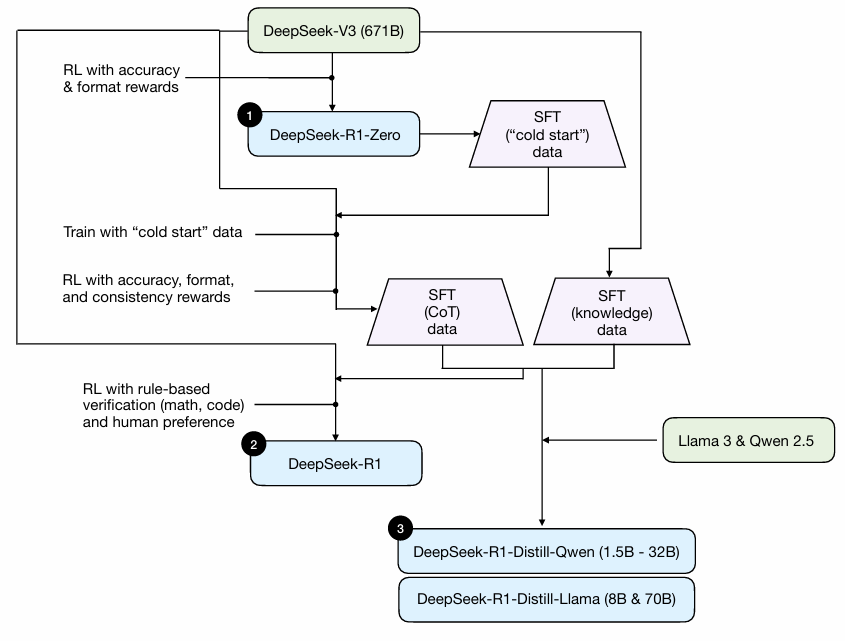 DeepSeek-V3 (671B)
RL with accuracy
& format rewards
1
DeepSeek-R1-Zero
SFT
(“cold start”)
data
Train with “cold start” data
RL with accuracy, format,
and consistency rewards
SFT
(CoT)
data
SFT
(knowledge)
data
RL with rule-based
verification (math, code)
and human preference
2
DeepSeek-R1
Llama 3 & Qwen 2.5
3
DeepSeek-R1-Distill-Qwen (1.5B - 32B)
DeepSeek-R1-Distill-Llama (8B & 70B)